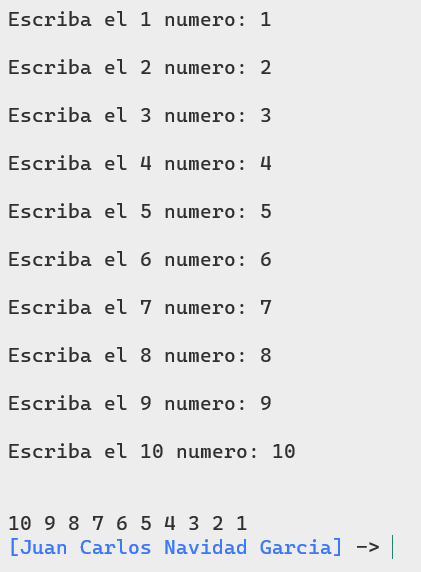 Escriba el 1 numero: 1
Escriba el 2 numero: 2
Escriba el 3 numero: 3
Escriba el 4 numero: 4
Escriba el 5 numero: 5
Escriba el 6 numero: 6
Escriba el 7 numero: 7
Escriba el 8 numero: 8
Escriba el 9 numero: 9
Escriba el 10 numero: 10
10 9 8 7 6 5 4 3 2 1
[Juan Carlos Navidad Garcia] ->